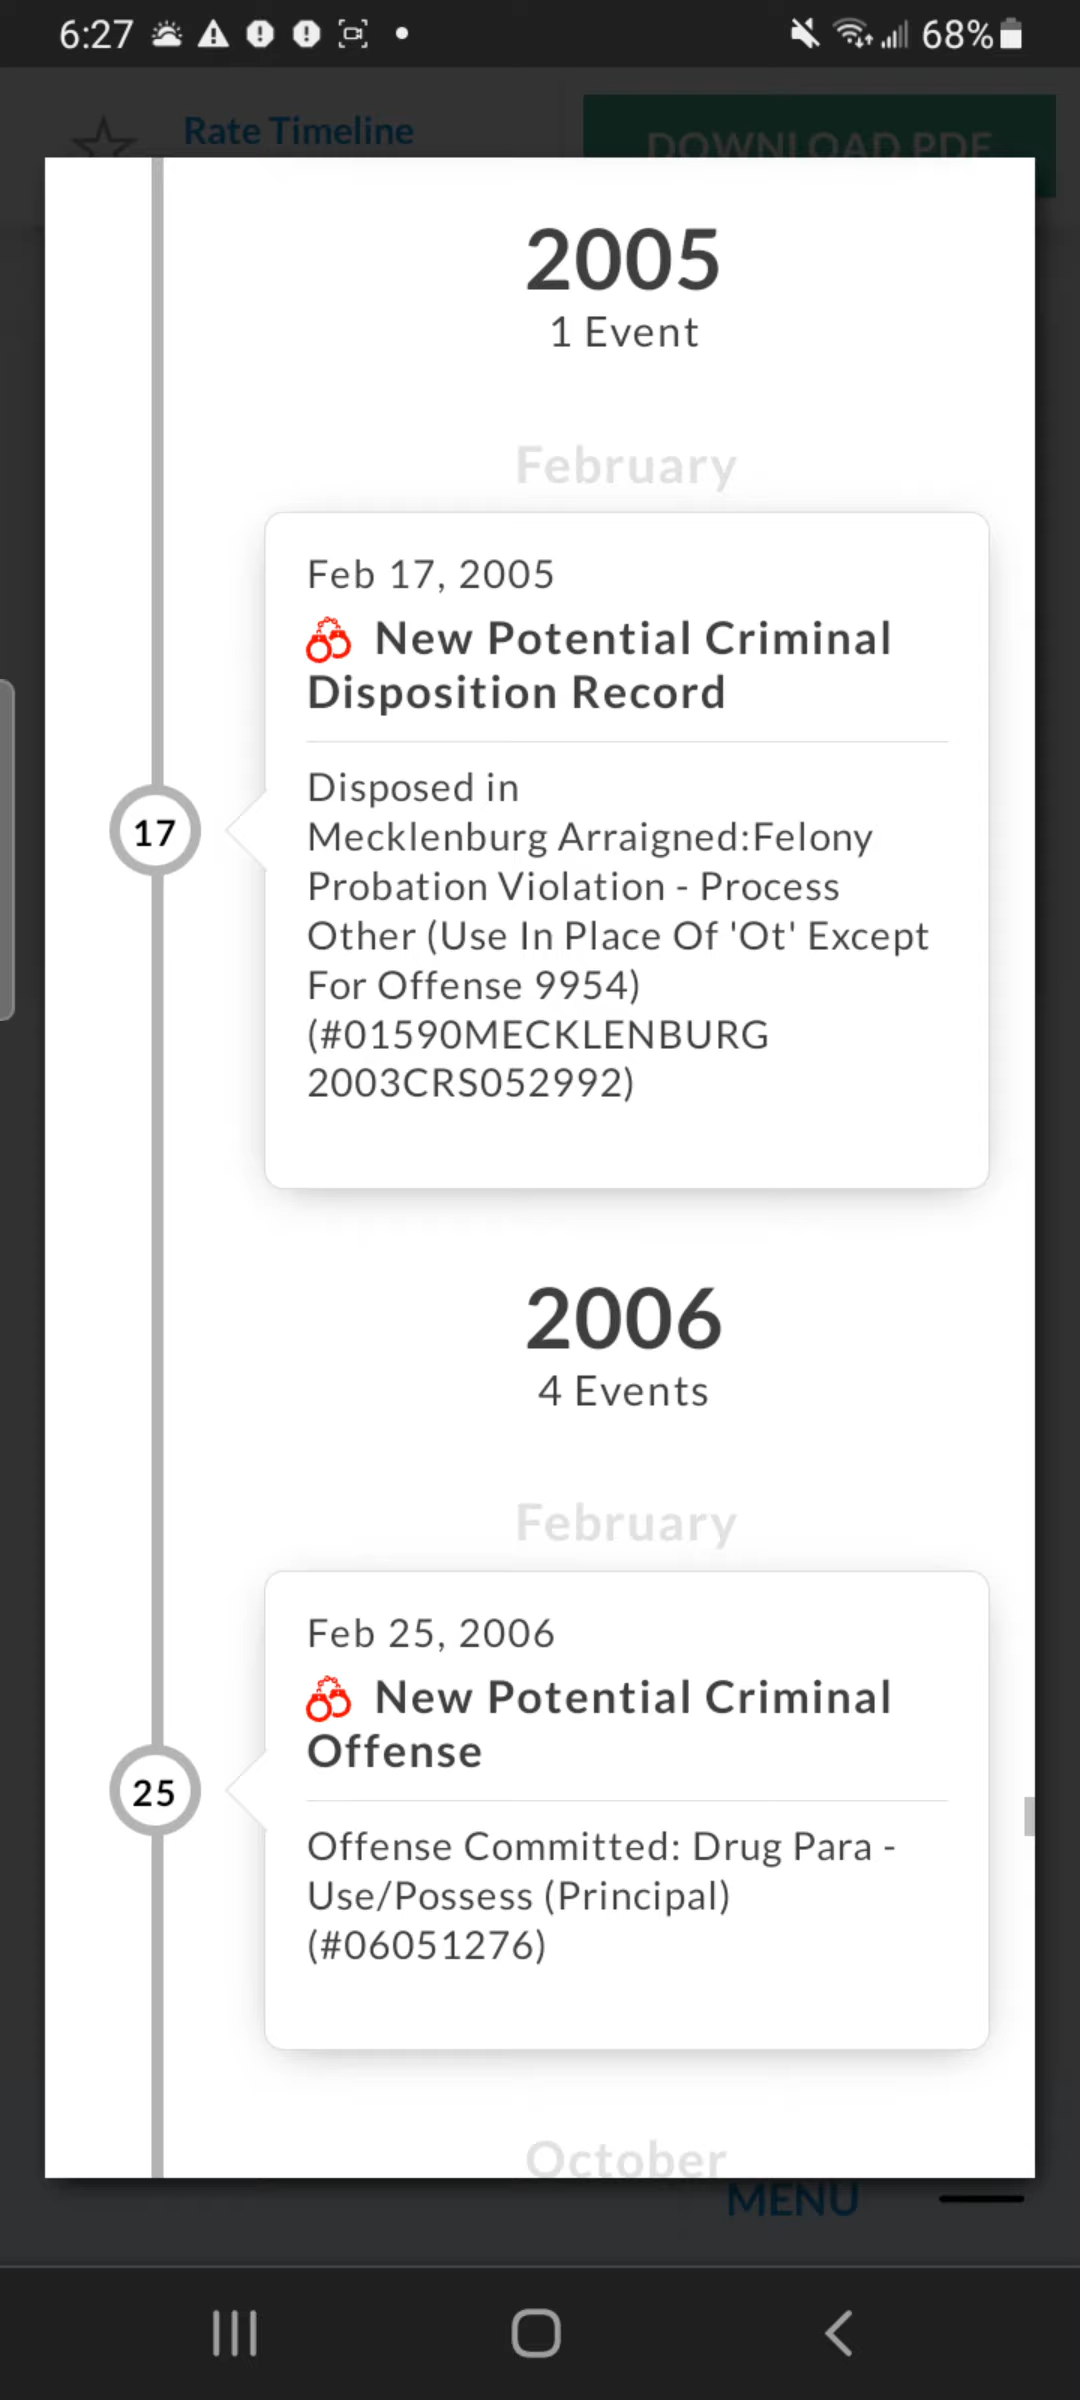 6:27
68%
Rate Timeline
DOWNLOAD PDF
2005
1 Event
February
Feb 17, 2005
New Potential Criminal
Disposition Record
17
Disposed in
Mecklenburg Arraigned:Felony
Probation Violation - Process
Other (Use In Place Of 'Ot' Except
For Offense 9954)
(#01590MECKLENBURG
2003CRS052992)
2006
4 Events
February
Feb 25, 2006
New Potential Criminal
Offense
25
Offense Committed: Drug Para -
Use/Possess (Principal)
(#06051276)
October
MENU